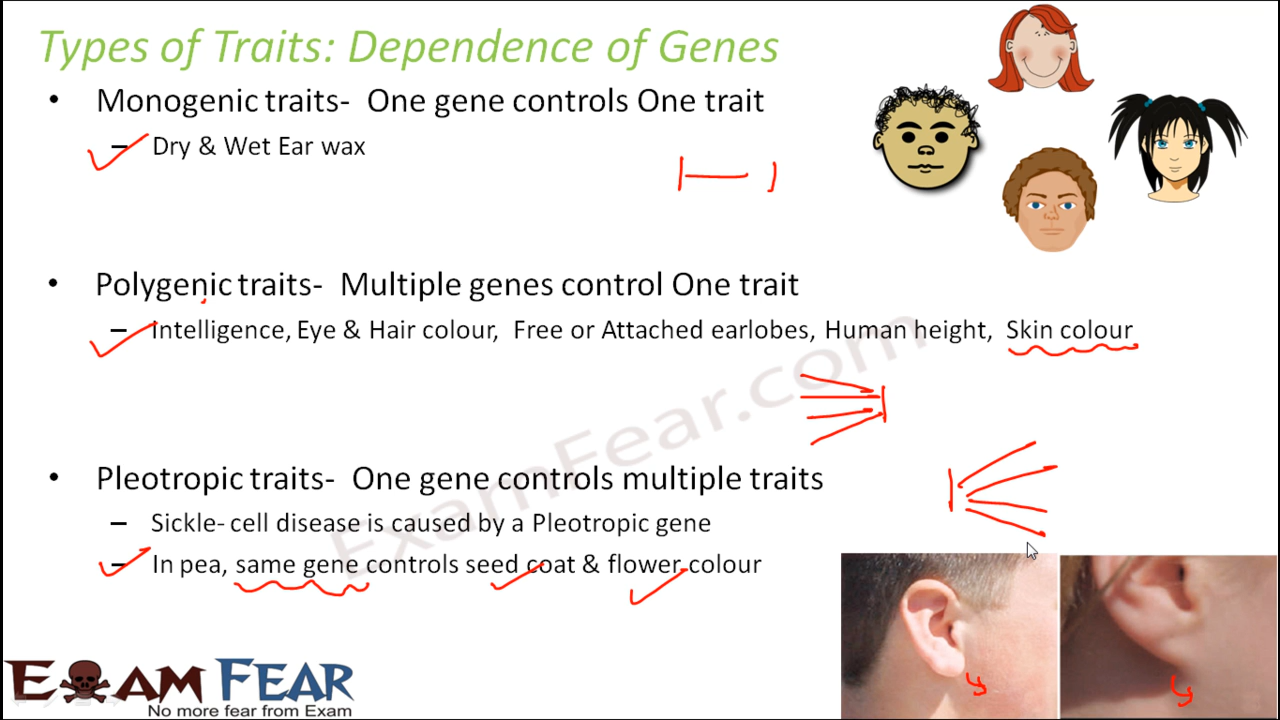 Types of Traits: Dependence of Genes
• Monogenic traits- One gene controls One trait
– Dry & Wet Ear wax
• Polygenic traits- Multiple genes control One trait
– Intelligence, Eye & Hair colour, Free or Attached earlobes, Human height, Skin colour
• Pleotropic traits- One gene controls multiple traits
– Sickle- cell disease is caused by a Pleotropic gene
– In pea, same gene controls seed coat & flower colour
ExamFear.com
EXAM FEAR
No more fear from Exam